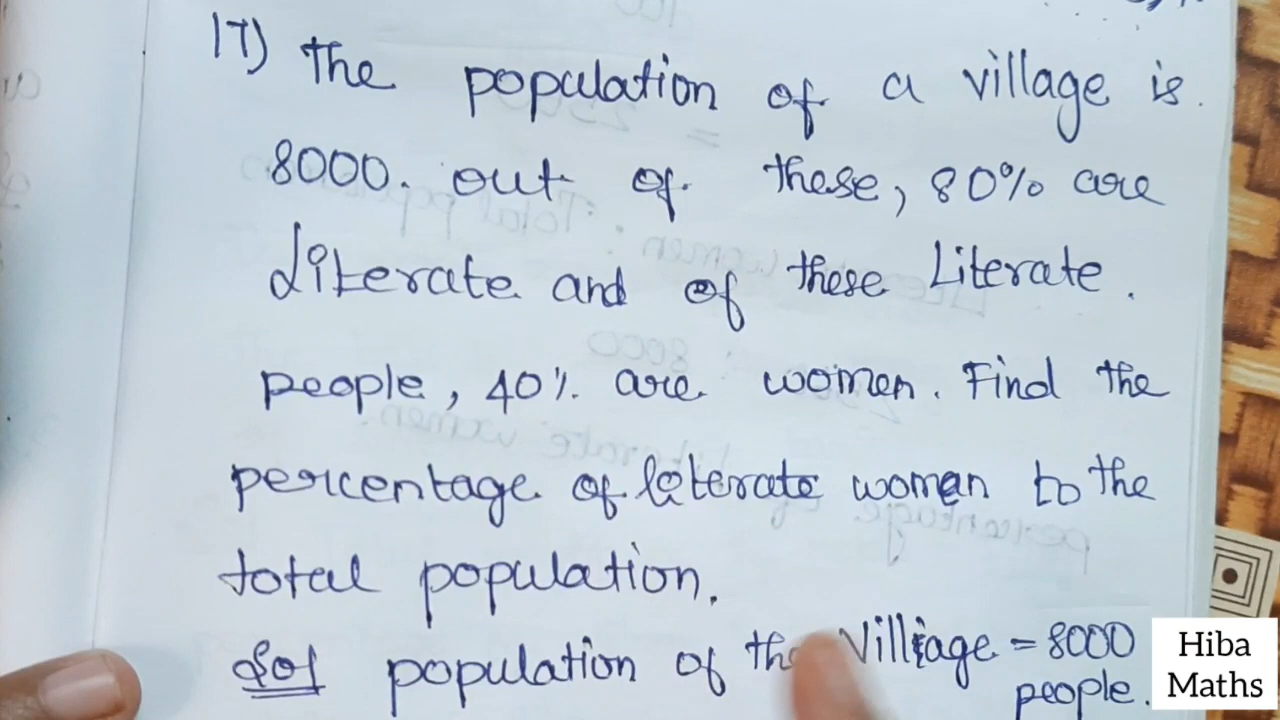 17) The population of a village is.
8000. out of these, 80% are
Literate and of these Literate.
people, 40% are women. Find the
percentage of literate women to the
total population.
Sol population of the Villiage = 8000
people.
Hiba
Maths